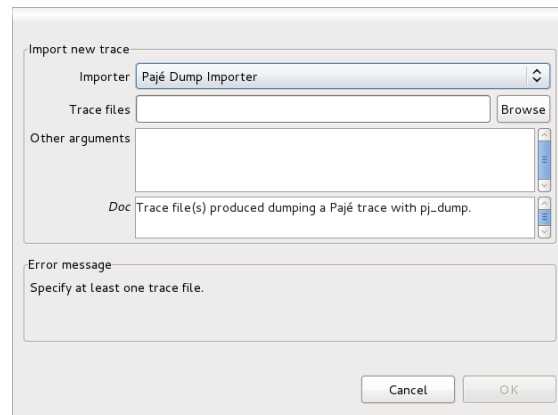 Import new trace
Importer Pajé Dump Importer
Trace files Browse
Other arguments
Doc Trace file(s) produced dumping a Pajé trace with pj_dump.
Error message
Specify at least one trace file.
Cancel OK